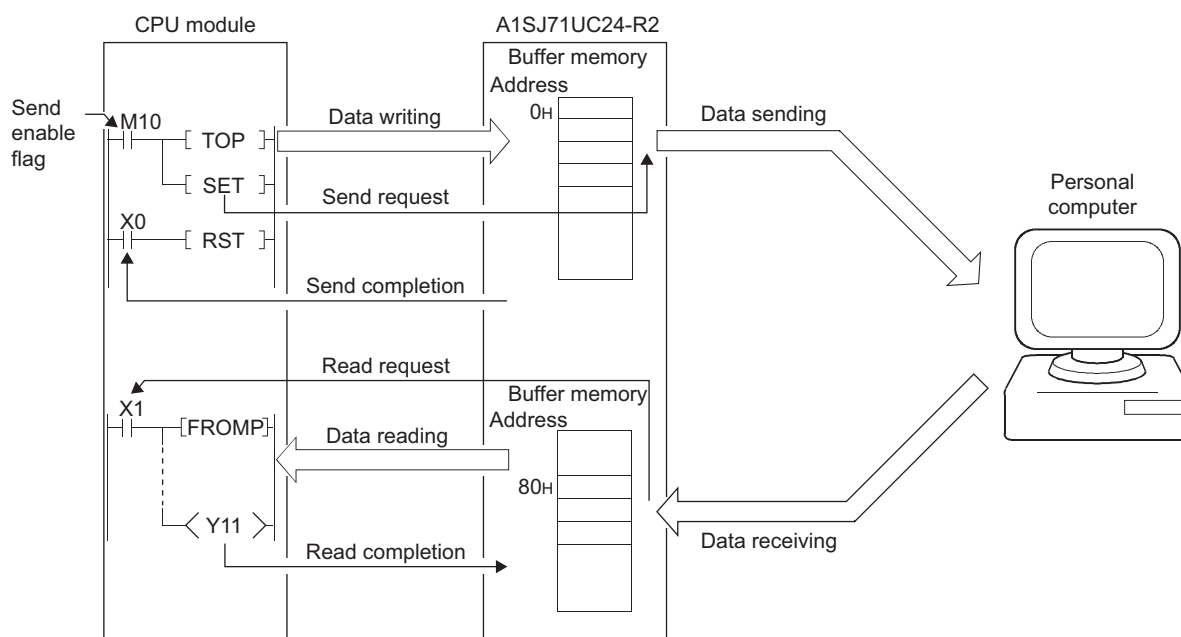 CPU module
A1SJ71UC24-R2
Buffer memory
Address
0H
Send
enable
flag
M10
TOP
Data writing
Data sending
SET
Send request
Personal
computer
X0
RST
Send completion
Read request
Buffer memory
Address
X1
FROMP
Data reading
80H
Y11
Read completion
Data receiving